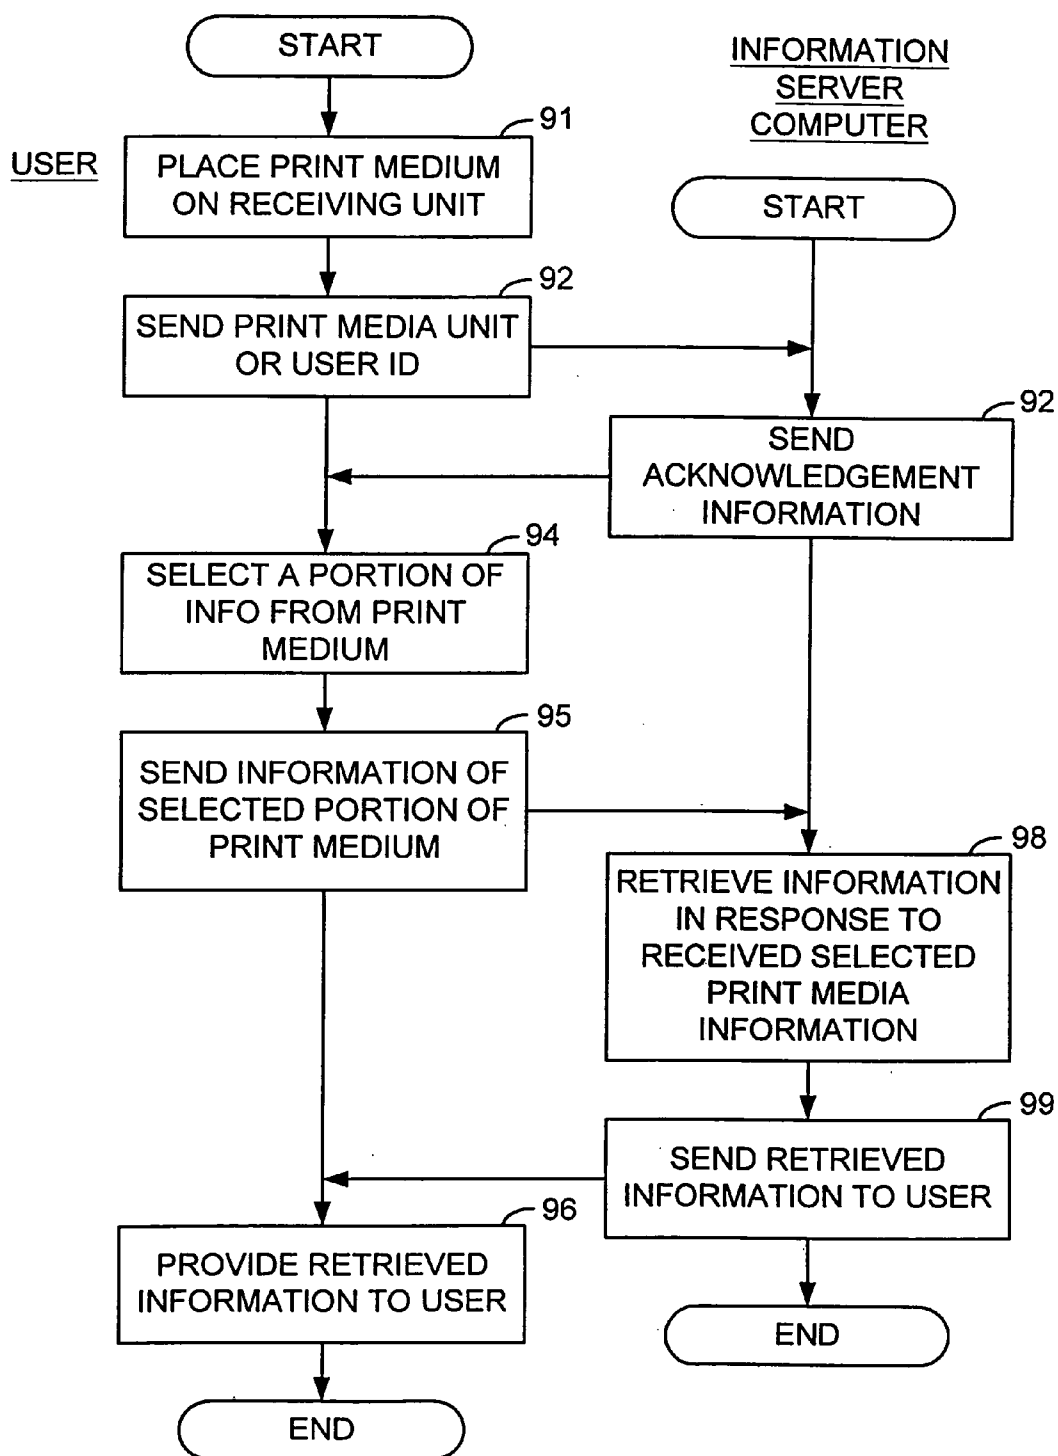 START
INFORMATION
SERVER
COMPUTER
USER
91
PLACE PRINT MEDIUM
ON RECEIVING UNIT
START
92
SEND PRINT MEDIA UNIT
OR USER ID
92
SEND
ACKNOWLEDGEMENT
INFORMATION
94
SELECT A PORTION OF
INFO FROM PRINT
MEDIUM
95
SEND INFORMATION OF
SELECTED PORTION OF
PRINT MEDIUM
98
RETRIEVE INFORMATION
IN RESPONSE TO
RECEIVED SELECTED
PRINT MEDIA
INFORMATION
99
SEND RETRIEVED
INFORMATION TO USER
96
PROVIDE RETRIEVED
INFORMATION TO USER
END
END